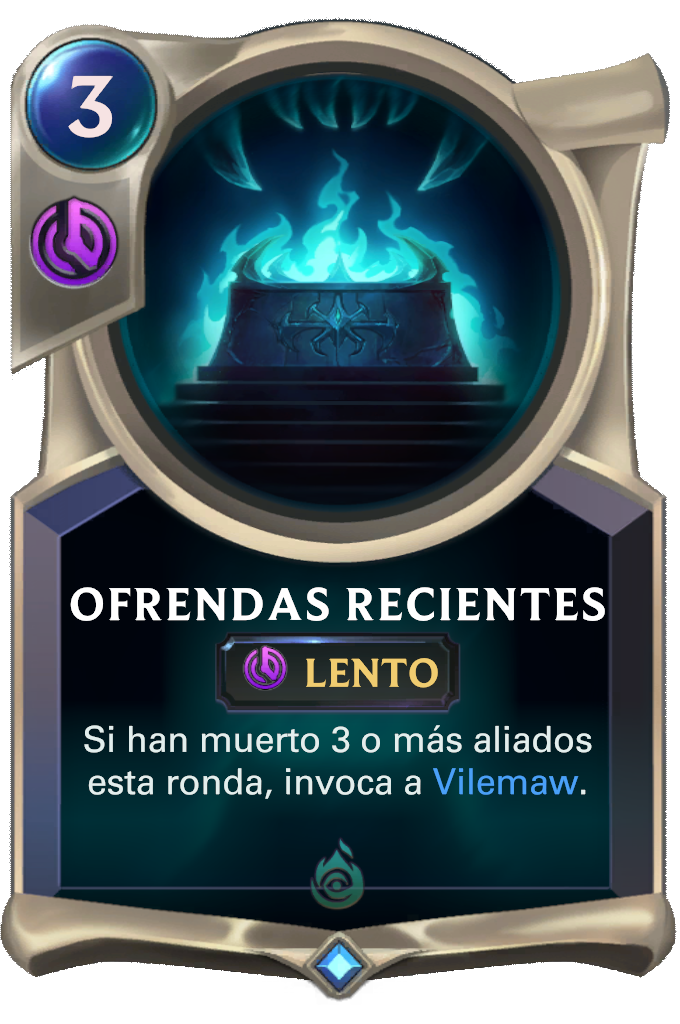 3
OFRENDAS RECIENTES
LENTO
Si han muerto 3 o más aliados
esta ronda, invoca a Vilemaw.